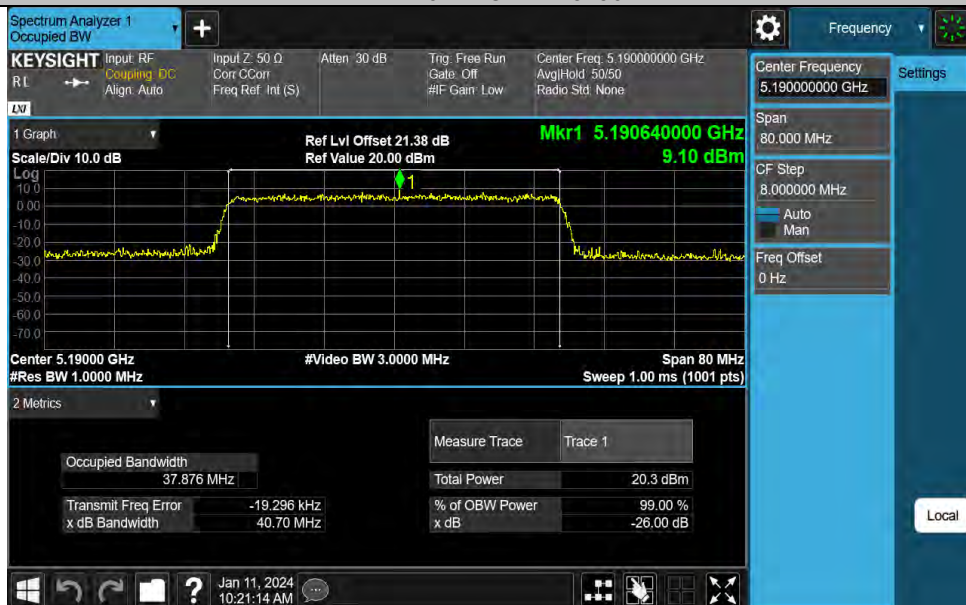 Spectrum Analyzer 1
Occupied BW
Frequency
KEYSIGHT
RL
LXI
Input: RF
Coupling: DC
Align: Auto
Input Z: 50 Ω
Corr CCorr
Freq Ref: Int (S)
Atten: 30 dB
Trig: Free Run
Gate: Off
#IF Gain: Low
Center Freq: 5.190000000 GHz
Avg|Hold: 50/50
Radio Std: None
1 Graph
Scale/Div 10.0 dB
Ref Lvl Offset 21.38 dB
Ref Value 20.00 dBm
Mkr1 5.190640000 GHz
9.10 dBm
Log
10.0
0.00
-10.0
-20.0
-30.0
-40.0
-50.0
-60.0
-70.0
1
Center 5.19000 GHz
#Res BW 1.0000 MHz
#Video BW 3.0000 MHz
Span 80 MHz
Sweep 1.00 ms (1001 pts)
2 Metrics
Occupied Bandwidth
37.876 MHz
Transmit Freq Error -19.296 kHz
x dB Bandwidth 40.70 MHz
Measure Trace Trace 1
Total Power 20.3 dBm
% of OBW Power 99.00 %
x dB -26.00 dB
Center Frequency
5.190000000 GHz
Span
80.000 MHz
CF Step
8.000000 MHz
Auto
Man
Freq Offset
0 Hz
Settings
Local
?
Jan 11, 2024
10:21:14 AM